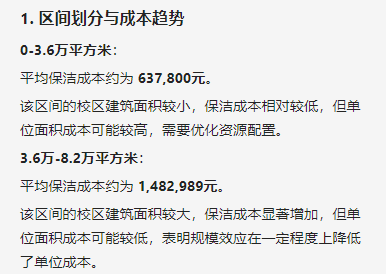 1. 区间划分与成本趋势
0-3.6万平方米：
平均保洁成本约为 637,800元。
该区间的校区建筑面积较小，保洁成本相对较低，但单
位面积成本可能较高，需要优化资源配置。
3.6万-8.2万平方米：
平均保洁成本约为 1,482,989元。
该区间的校区建筑面积较大，保洁成本显著增加，但单
位面积成本可能较低，表明规模效应在一定程度上降低
了单位成本。